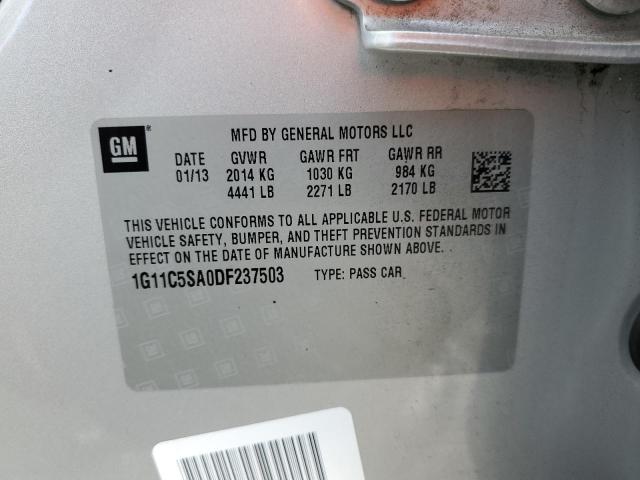 GM
MFD BY GENERAL MOTORS LLC
DATE GVWR GAWR FRT GAWR RR
01/13 2014 KG 1030 KG 984 KG
4441 LB 2271 LB 2170 LB
THIS VEHICLE CONFORMS TO ALL APPLICABLE U.S. FEDERAL MOTOR
VEHICLE SAFETY, BUMPER, AND THEFT PREVENTION STANDARDS IN
EFFECT ON THE DATE OF MANUFACTURE SHOWN ABOVE.
1G11C5SA0DF237503 TYPE: PASS CAR